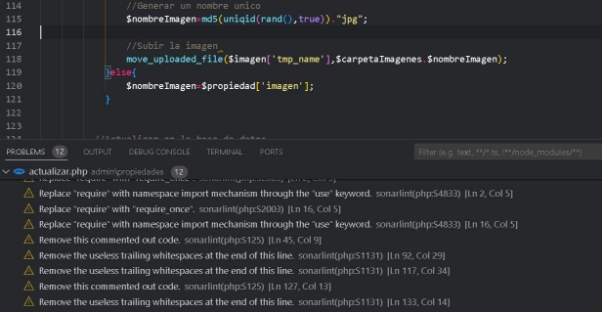 114 //Generar un nombre unico
115 $nombreImagen=md5(uniqid(rand(),true))."jpg";
116
117 //Subir la imagen
118 move_uploaded_file($imagen['tmp_name'],$carpetaImagenes.$nombreImagen);
119 }else{
120 $nombreImagen=$propiedad['imagen'];
121 }
122
123 //Actualizar en la base de datos
PROBLEMS 12 OUTPUT DEBUG CONSOLE TERMINAL PORTS Filter (e.g. text, **/*.ts, !**/node_modules/**)
actualizar.php admin\propiedades 12
Replace "require" with namespace import mechanism through the "use" keyword. sonarlint(php:S4833) [Ln 2, Col 5]
Replace "require" with "require_once". sonarlint(php:S2003) [Ln 16, Col 5]
Replace "require" with namespace import mechanism through the "use" keyword. sonarlint(php:S4833) [Ln 16, Col 5]
Remove this commented out code. sonarlint(php:S125) [Ln 45, Col 9]
Remove the useless trailing whitespaces at the end of this line. sonarlint(php:S1131) [Ln 92, Col 29]
Remove the useless trailing whitespaces at the end of this line. sonarlint(php:S1131) [Ln 117, Col 34]
Remove this commented out code. sonarlint(php:S125) [Ln 127, Col 13]
Remove the useless trailing whitespaces at the end of this line. sonarlint(php:S1131) [Ln 133, Col 14]